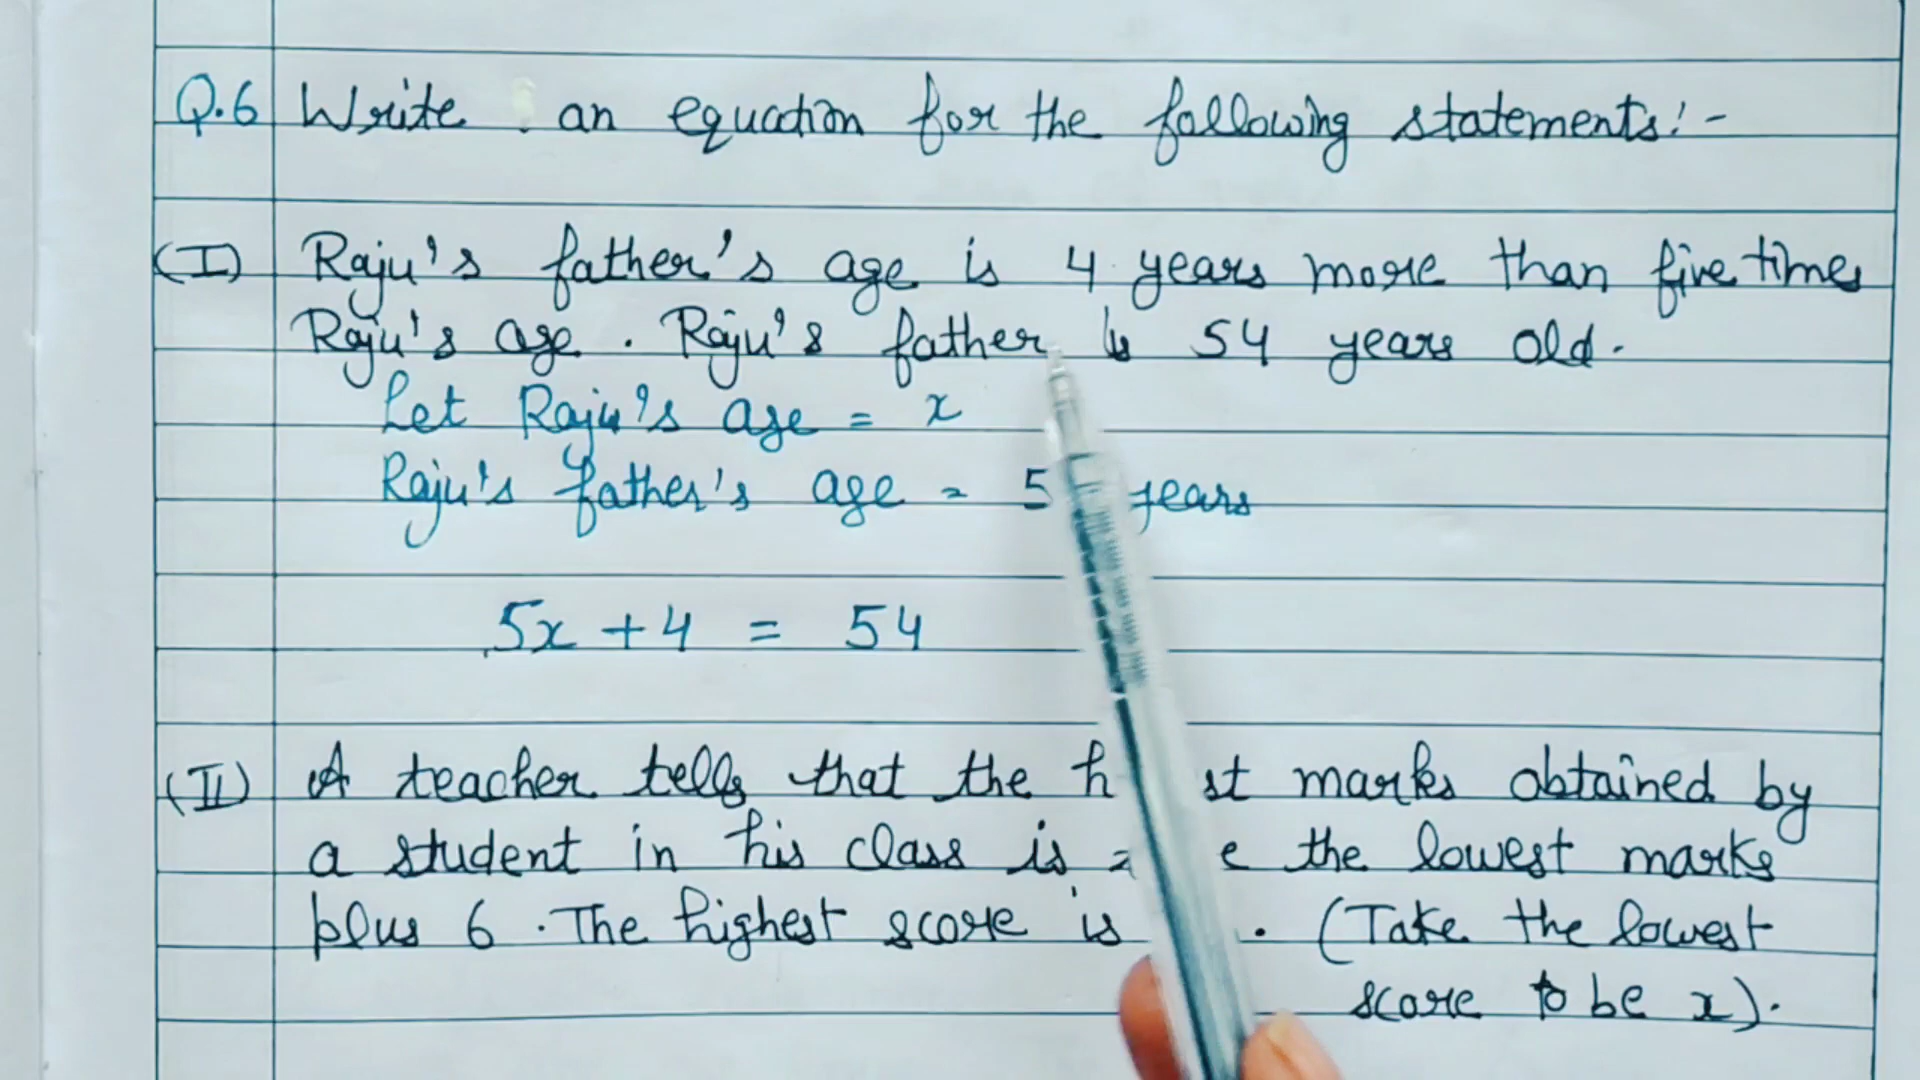 Q.6 Write an equation for the following statements:-
(I) Raju's father's age is 4 years more than five times
Raju's age. Raju's father is 54 years old.
Let Raju's age = x
Raju's father's age = 5 years
5x + 4 = 54
(II) A teacher tells that the marks obtained by
a student in his class is the lowest marks
plus 6. The highest score is . (Take the lowest
score to be x).